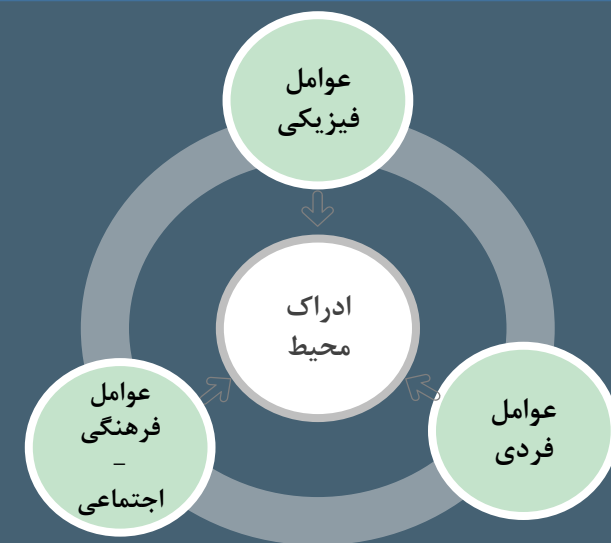 عوامل
فیزیکی
ادراک
محیط
عوامل
فردی
عوامل
فرهنگی
–
اجتماعی